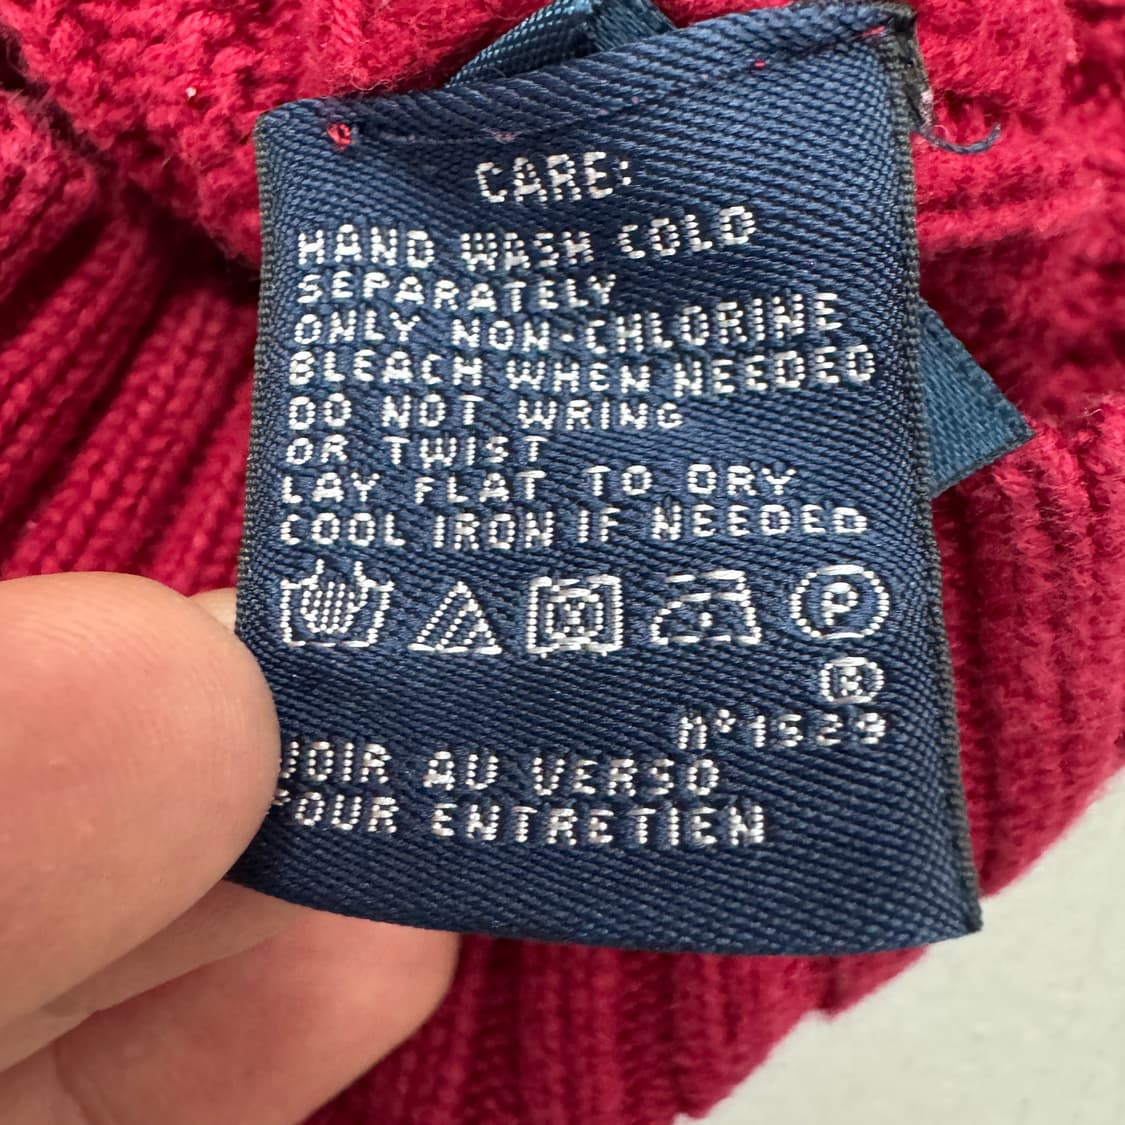 CARE:
HAND WASH COLD
SEPARATELY
ONLY NON-CHLORINE
BLEACH WHEN NEEDED
DO NOT WRING
OR TWIST
LAY FLAT TO DRY
COOL IRON IF NEEDED
P
®
n° 1529
VOIR AU VERSO
POUR ENTRETIEN